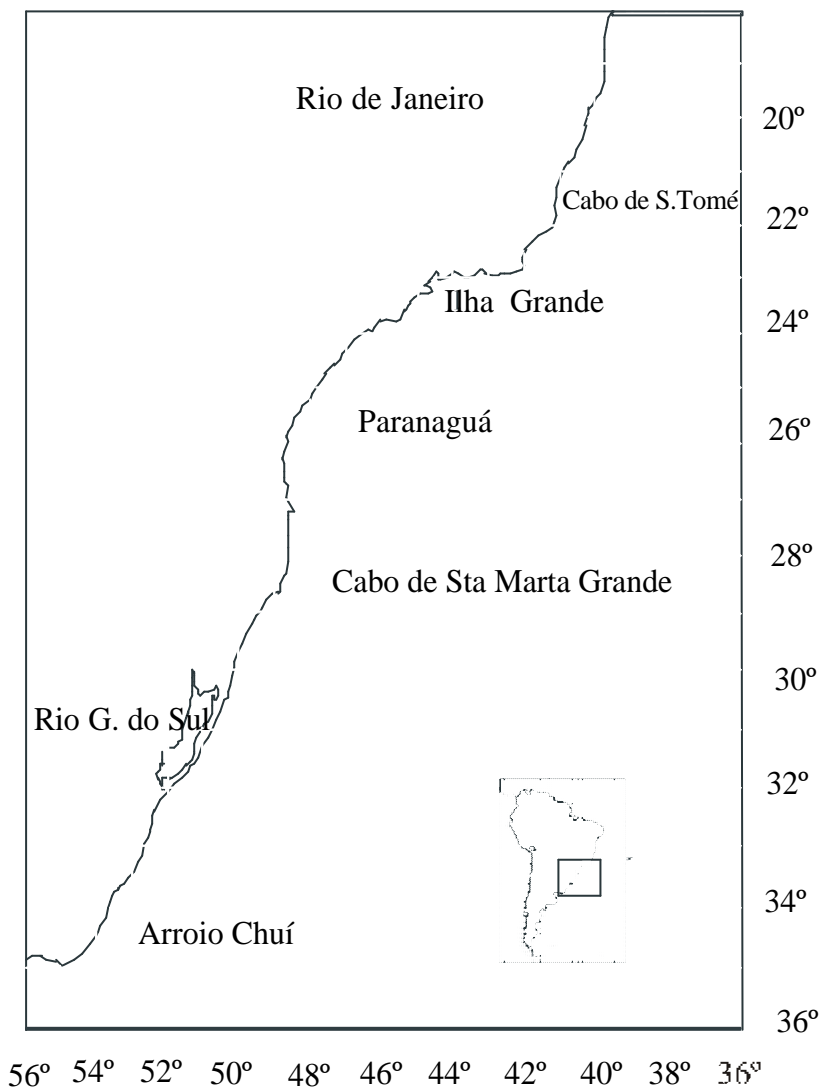 Rio de Janeiro
20º
Cabo de S.Tomé
22º
Ilha Grande
24º
Paranaguá
26º
28º
Cabo de Sta Marta Grande
30º
Rio G. do Sul
32º
34º
Arroio Chuí
36º
56º 54º 52º 50º 48º 46º 44º 42º 40º 38º 36º